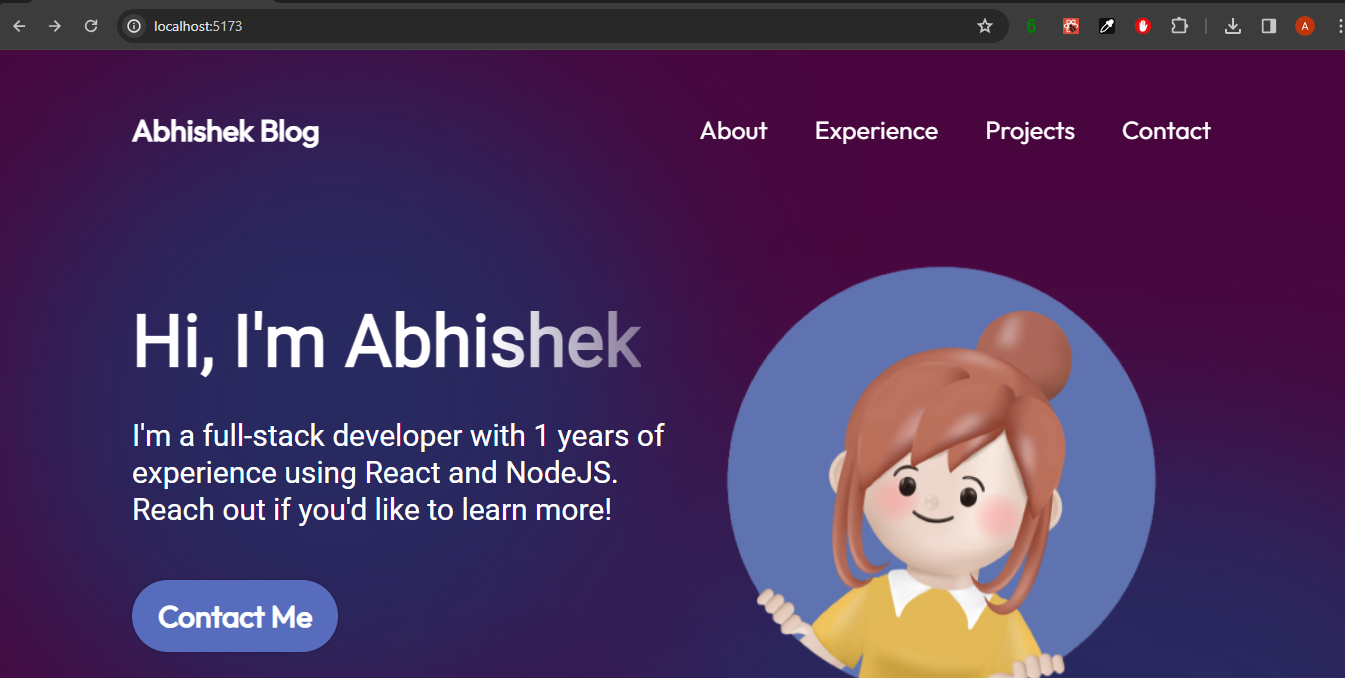 localhost:5173
6
A
Abhishek Blog
About Experience Projects Contact
Hi, I'm Abhishek
I'm a full-stack developer with 1 years of
experience using React and NodeJS.
Reach out if you'd like to learn more!
Contact Me